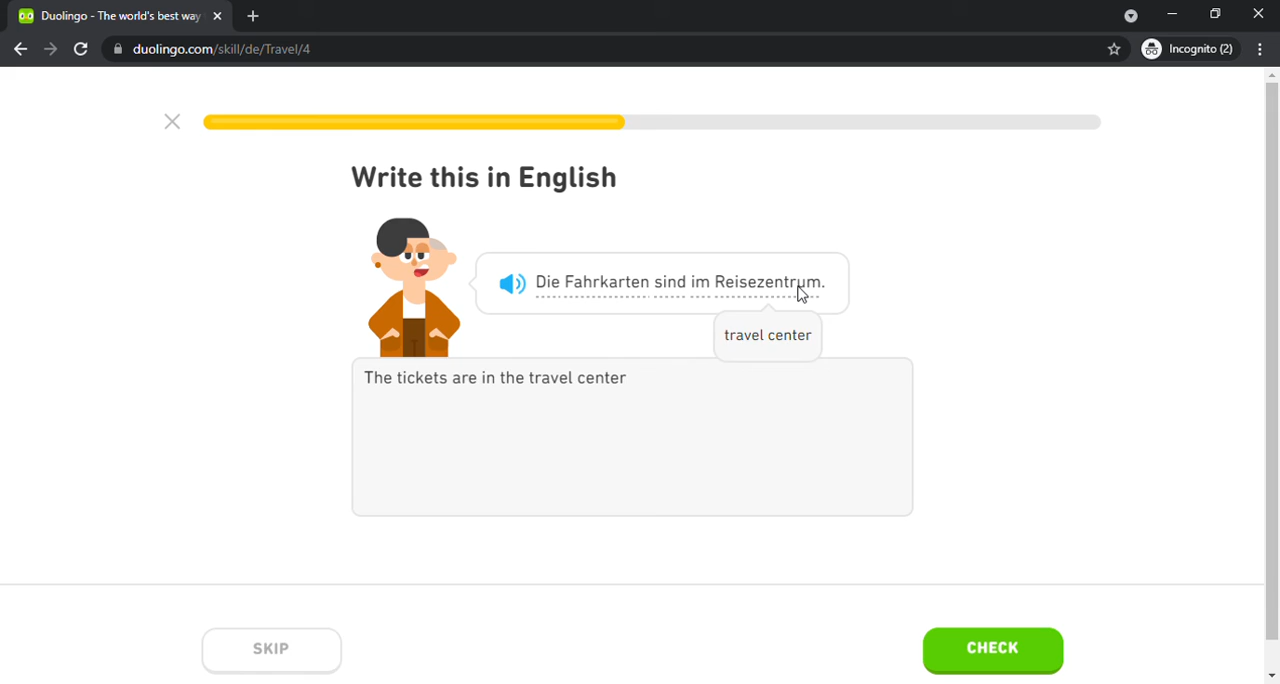 Duolingo - The world's best way
duolingo.com/skill/de/Travel/4
Incognito (2)
Write this in English
Die Fahrkarten sind im Reisezentrum.
travel center
The tickets are in the travel center
SKIP
CHECK